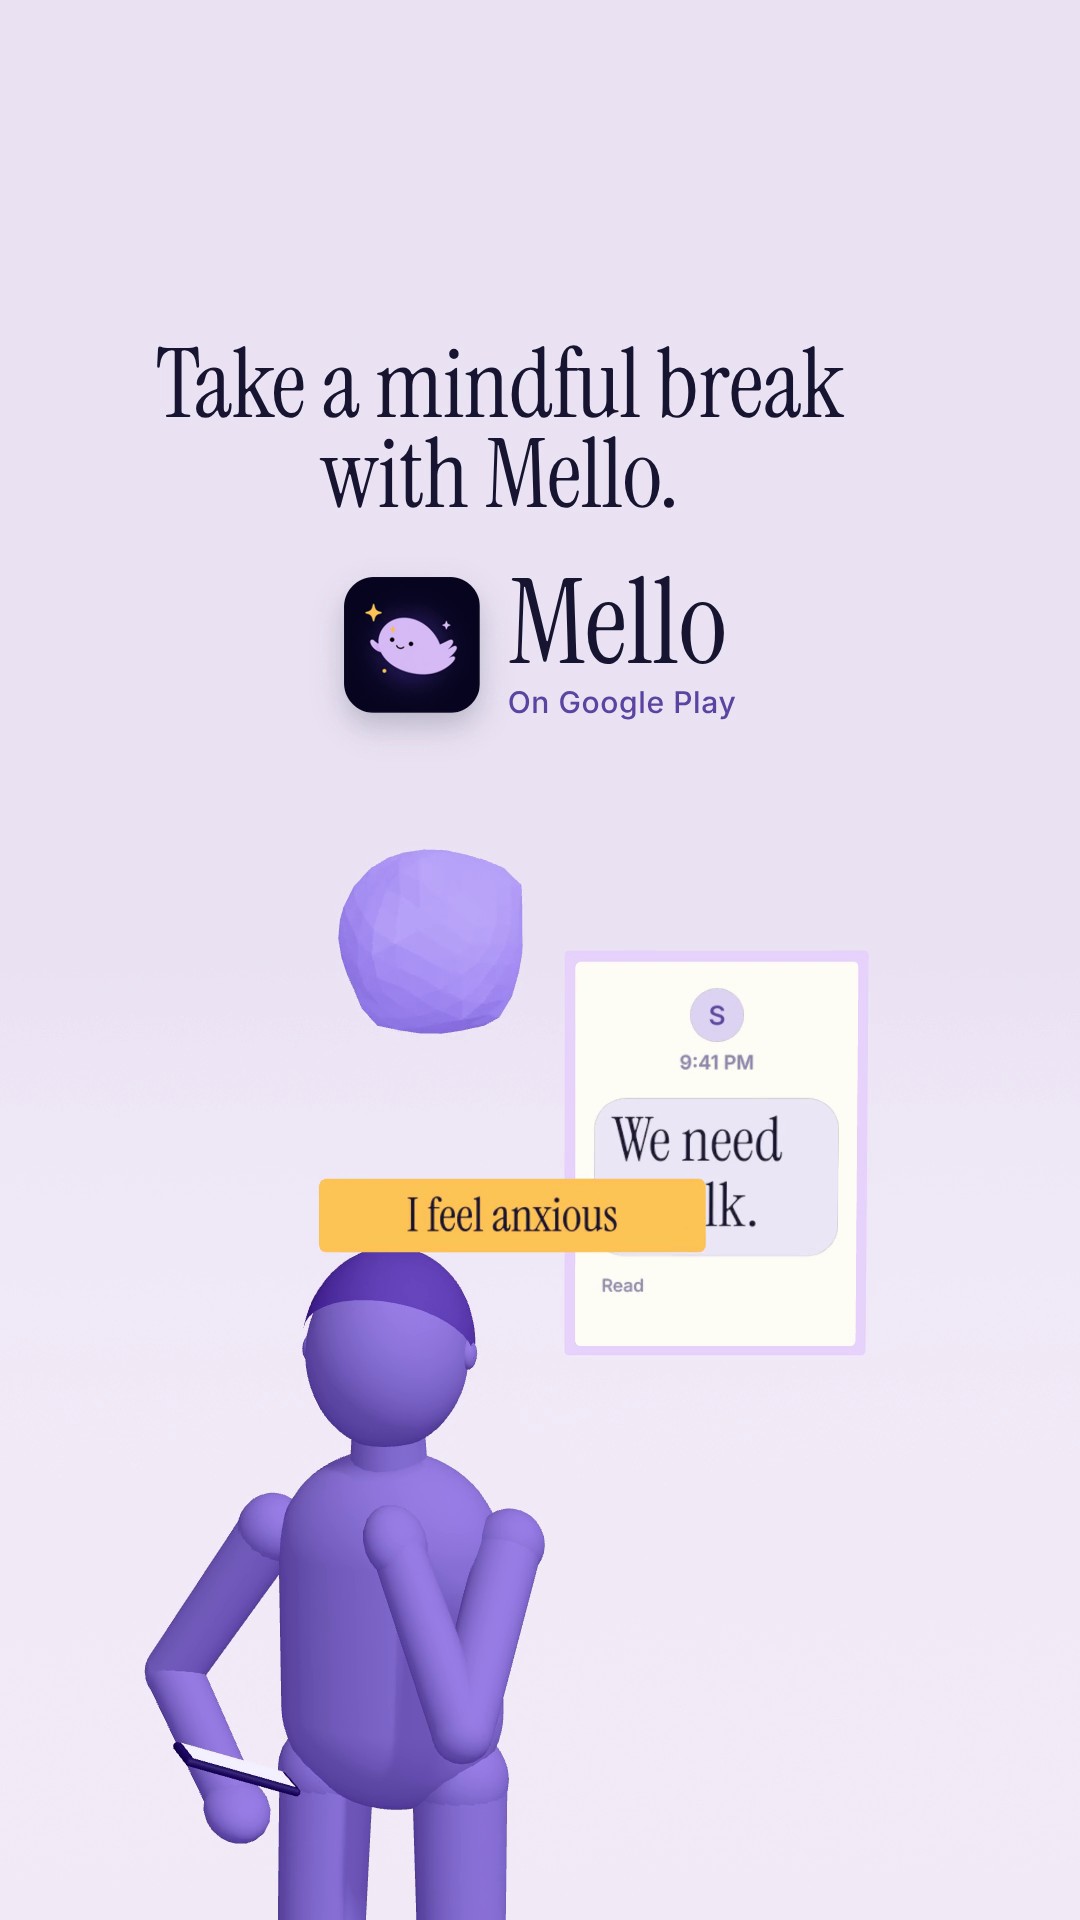 Take a mindful break
with Mello.
Mello
On Google Play
S
9:41 PM
We need
lk.
I feel anxious
Read